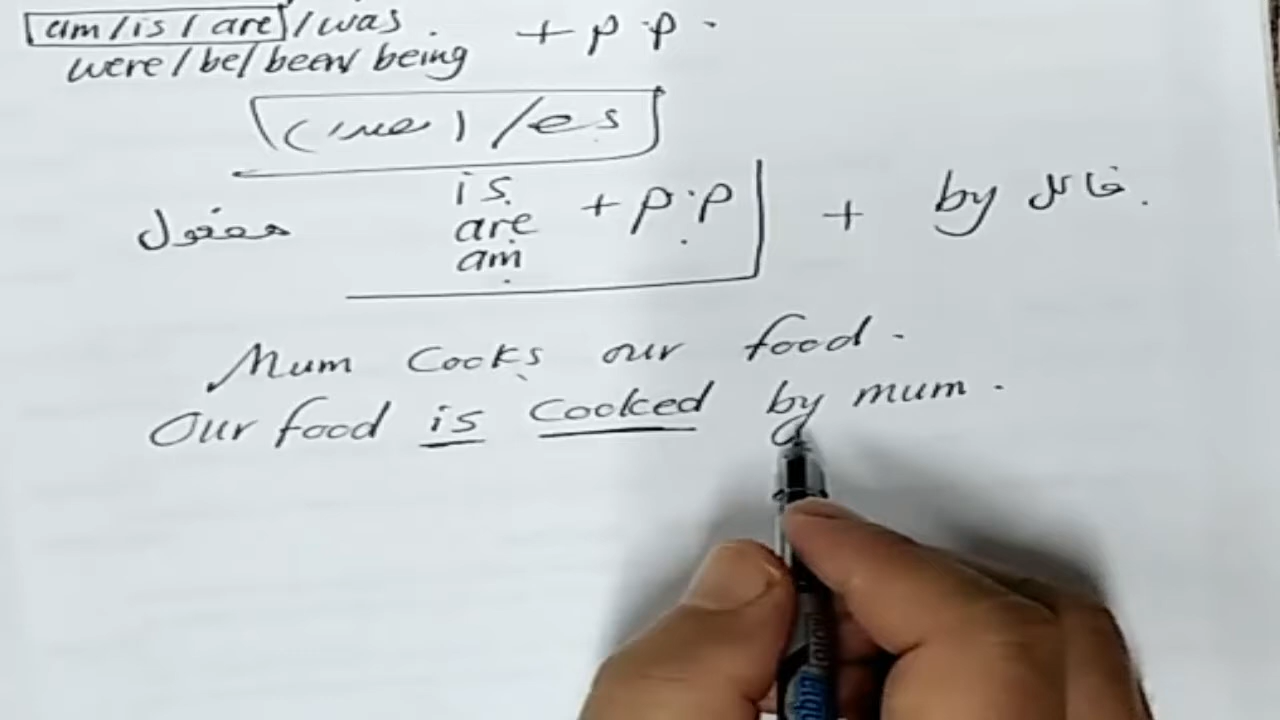 am/is/are/was
were/be/been/being + p.p.
(مصدر) /es
مفعول is + p.p + by فاعل.
are
am
Mum Cooks our food.
Our food is Cooked by mum.